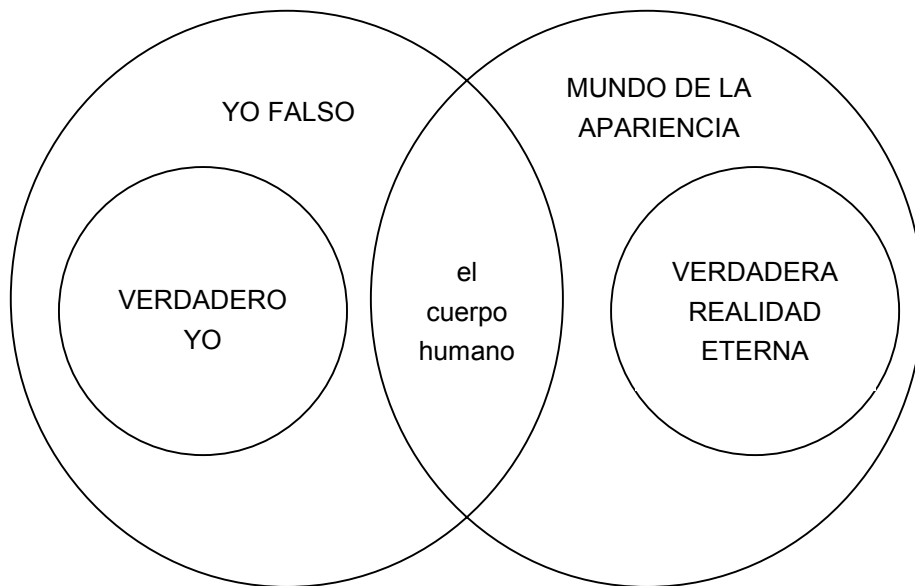 YO FALSO
MUNDO DE LA
APARIENCIA
VERDADERO
YO
el
cuerpo
humano
VERDADERA
REALIDAD
ETERNA